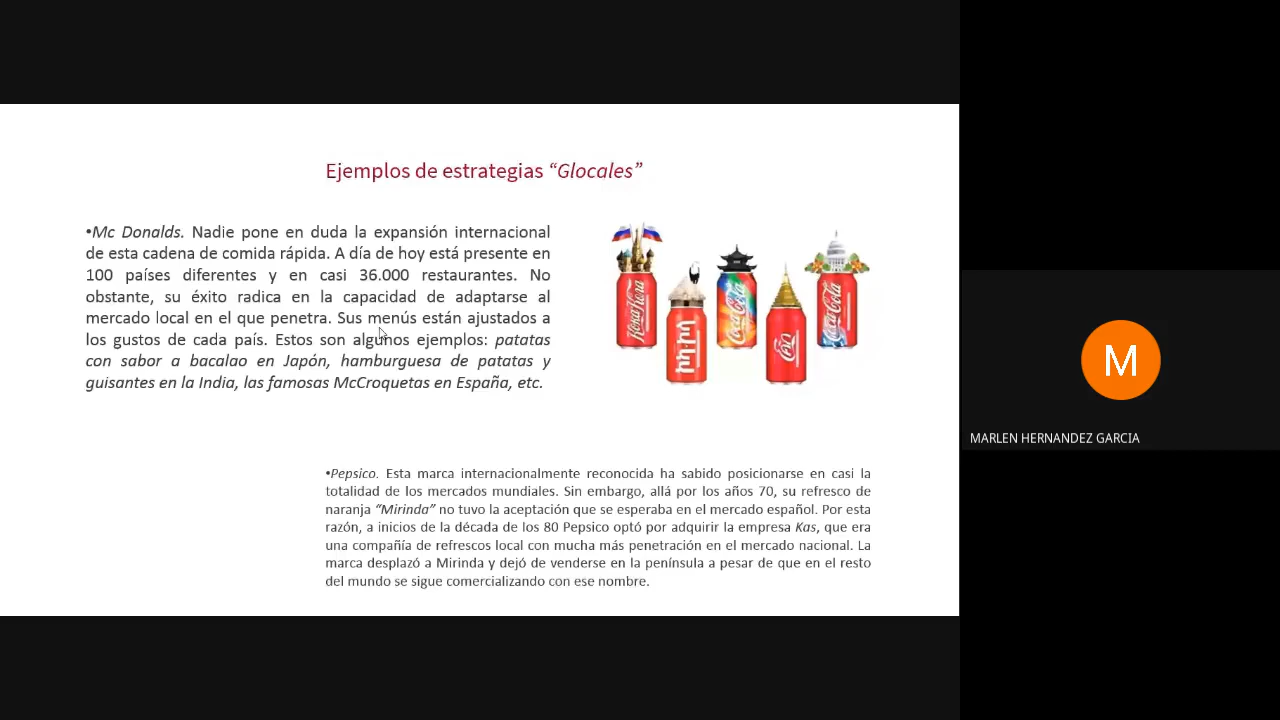 Ejemplos de estrategias “Glocales”
•Mc Donalds. Nadie pone en duda la expansión internacional
de esta cadena de comida rápida. A día de hoy está presente en
100 países diferentes y en casi 36.000 restaurantes. No
obstante, su éxito radica en la capacidad de adaptarse al
mercado local en el que penetra. Sus menús están ajustados a
los gustos de cada país. Estos son algunos ejemplos: patatas
con sabor a bacalao en Japón, hamburguesa de patatas y
guisantes en la India, las famosas McCroquetas en España, etc.
Coca-Cola
Coca-Cola
•Pepsico. Esta marca internacionalmente reconocida ha sabido posicionarse en casi la
totalidad de los mercados mundiales. Sin embargo, allá por los años 70, su refresco de
naranja “Mirinda” no tuvo la aceptación que se esperaba en el mercado español. Por esta
razón, a inicios de la década de los 80 Pepsico optó por adquirir la empresa Kas, que era
una compañía de refrescos local con mucha más penetración en el mercado nacional. La
marca desplazó a Mirinda y dejó de venderse en la península a pesar de que en el resto
del mundo se sigue comercializando con ese nombre.
M
MARLEN HERNANDEZ GARCIA